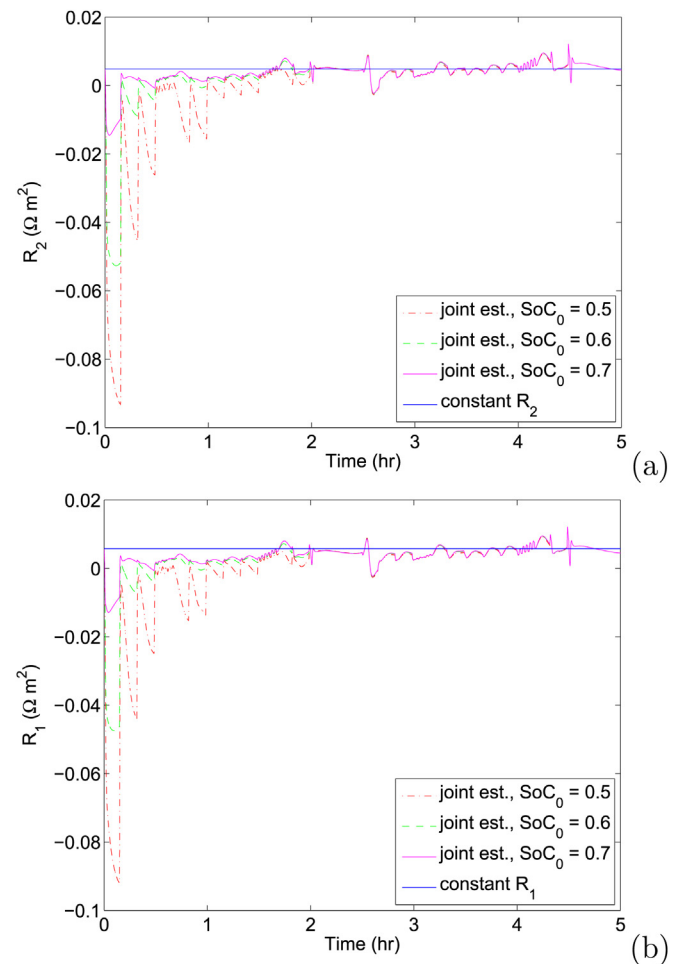 0.02
0
−0.02
−0.04
−0.06
−0.08
−0.1
R2 (Ω m2)
joint est., SoC0 = 0.5
joint est., SoC0 = 0.6
joint est., SoC0 = 0.7
constant R2
0 1 2 3 4 5
Time (hr)
(a)
0.02
0
−0.02
−0.04
−0.06
−0.08
−0.1
R1 (Ω m2)
joint est., SoC0 = 0.5
joint est., SoC0 = 0.6
joint est., SoC0 = 0.7
constant R1
0 1 2 3 4 5
Time (hr)
(b)